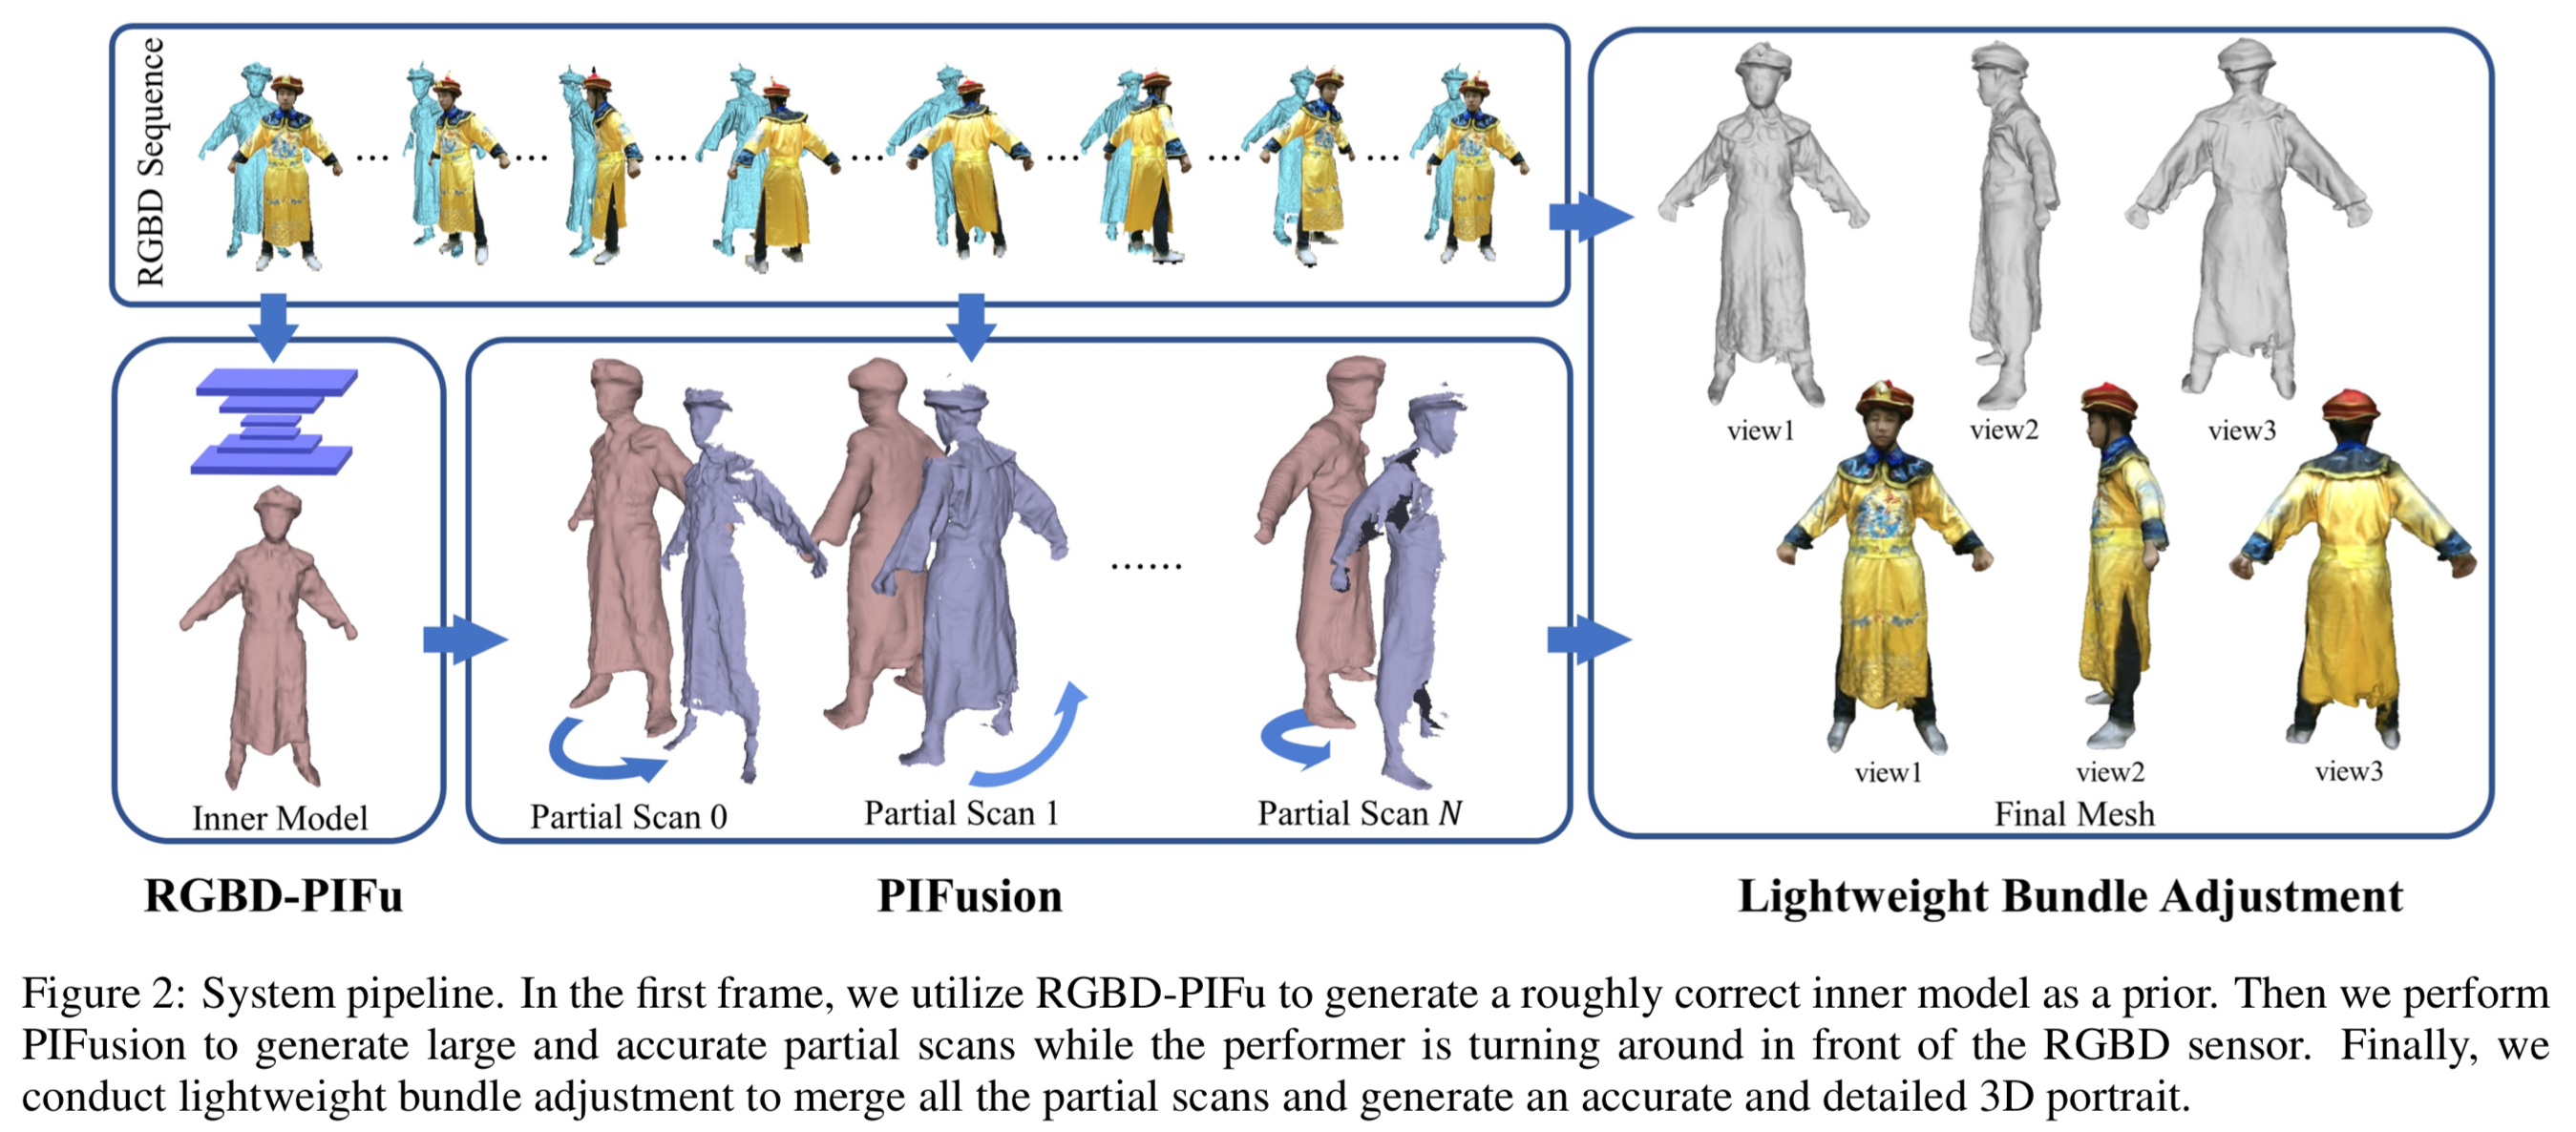 RGBD Sequence
view1
view2
view3
Inner Model
Partial Scan 0
Partial Scan 1
......
Partial Scan N
view1
view2
view3
Final Mesh
RGBD-PIFu
PIFusion
Lightweight Bundle Adjustment
Figure 2: System pipeline. In the first frame, we utilize RGBD-PIFu to generate a roughly correct inner model as a prior. Then we perform
PIFusion to generate large and accurate partial scans while the performer is turning around in front of the RGBD sensor. Finally, we
conduct lightweight bundle adjustment to merge all the partial scans and generate an accurate and detailed 3D portrait.